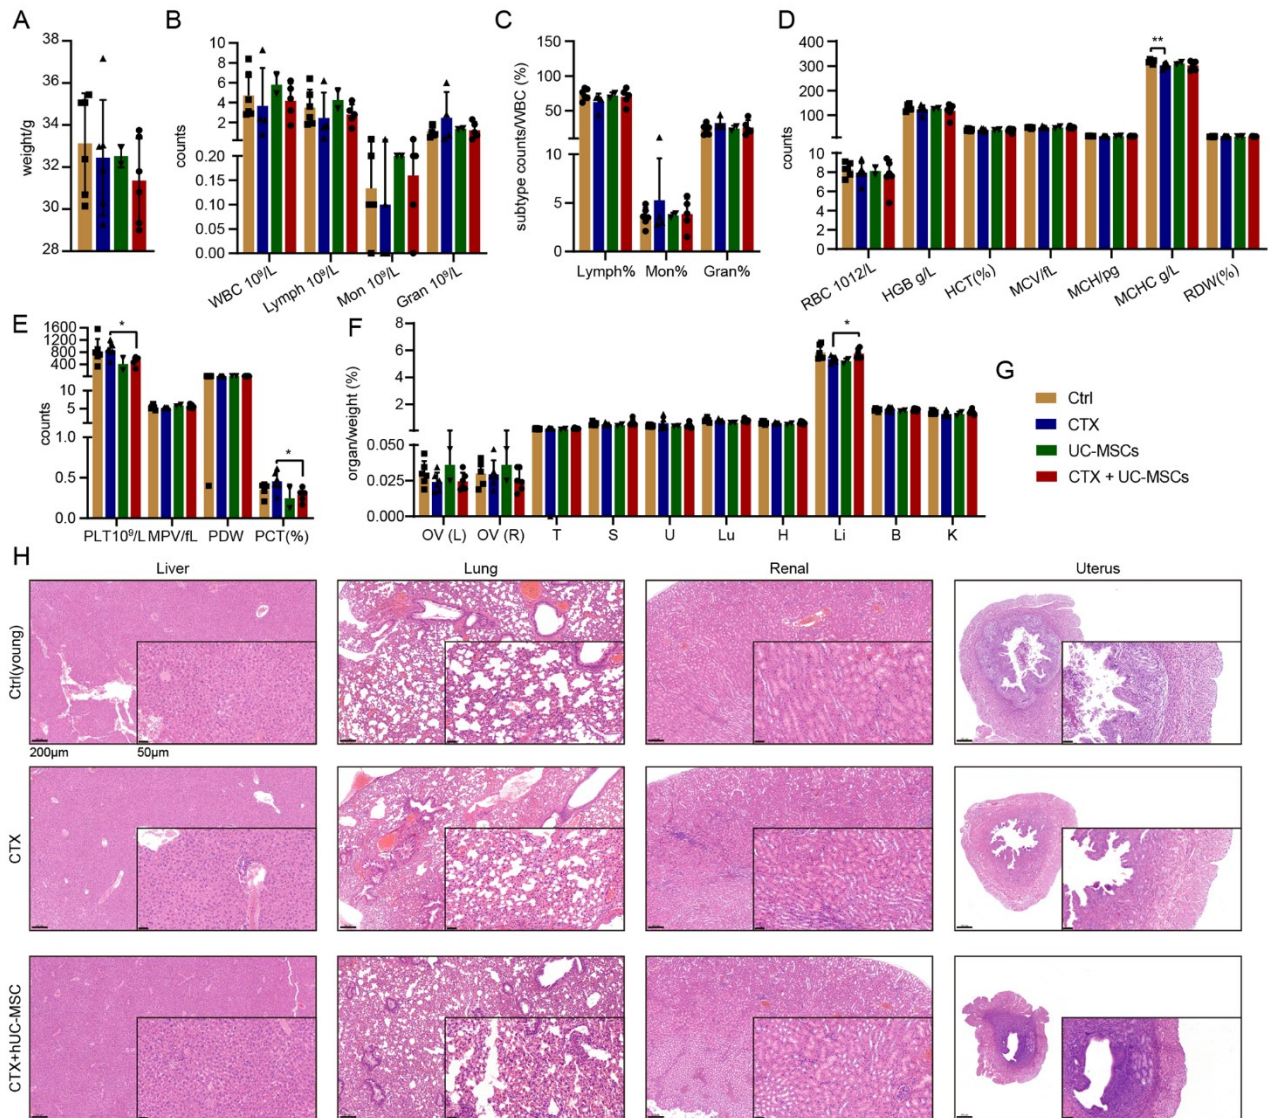 A
weight/g
38
36
34
32
30
28
B
counts
10
8
6
4
2
0.20
0.15
0.10
0.05
0.00
WBC 10⁹/L
Lymph 10⁹/L
Mon 10⁹/L
Gran 10⁹/L
C
subtype counts/WBC (%)
150
100
50
10
5
0
Lymph%
Mon%
Gran%
D
counts
400
300
200
100
10
8
6
4
2
0
**
RBC 1012/L
HGB g/L
HCT(%)
MCV/fL
MCH/pg
MCHC g/L
RDW(%)
E
counts
1600
1200
800
400
10
5
1.0
0.5
0.0
*
*
PLT10⁹/L
MPV/fL
PDW
PCT(%)
F
organ/weight (%)
8
6
4
2
0.050
0.025
0.000
*
OV (L)
OV (R)
T
S
U
Lu
H
Li
B
K
G
Ctrl
CTX
UC-MSCs
CTX + UC-MSCs
H
Liver
Lung
Renal
Uterus
Ctrl(young)
200µm
50µm
CTX
CTX+hUC-MSC